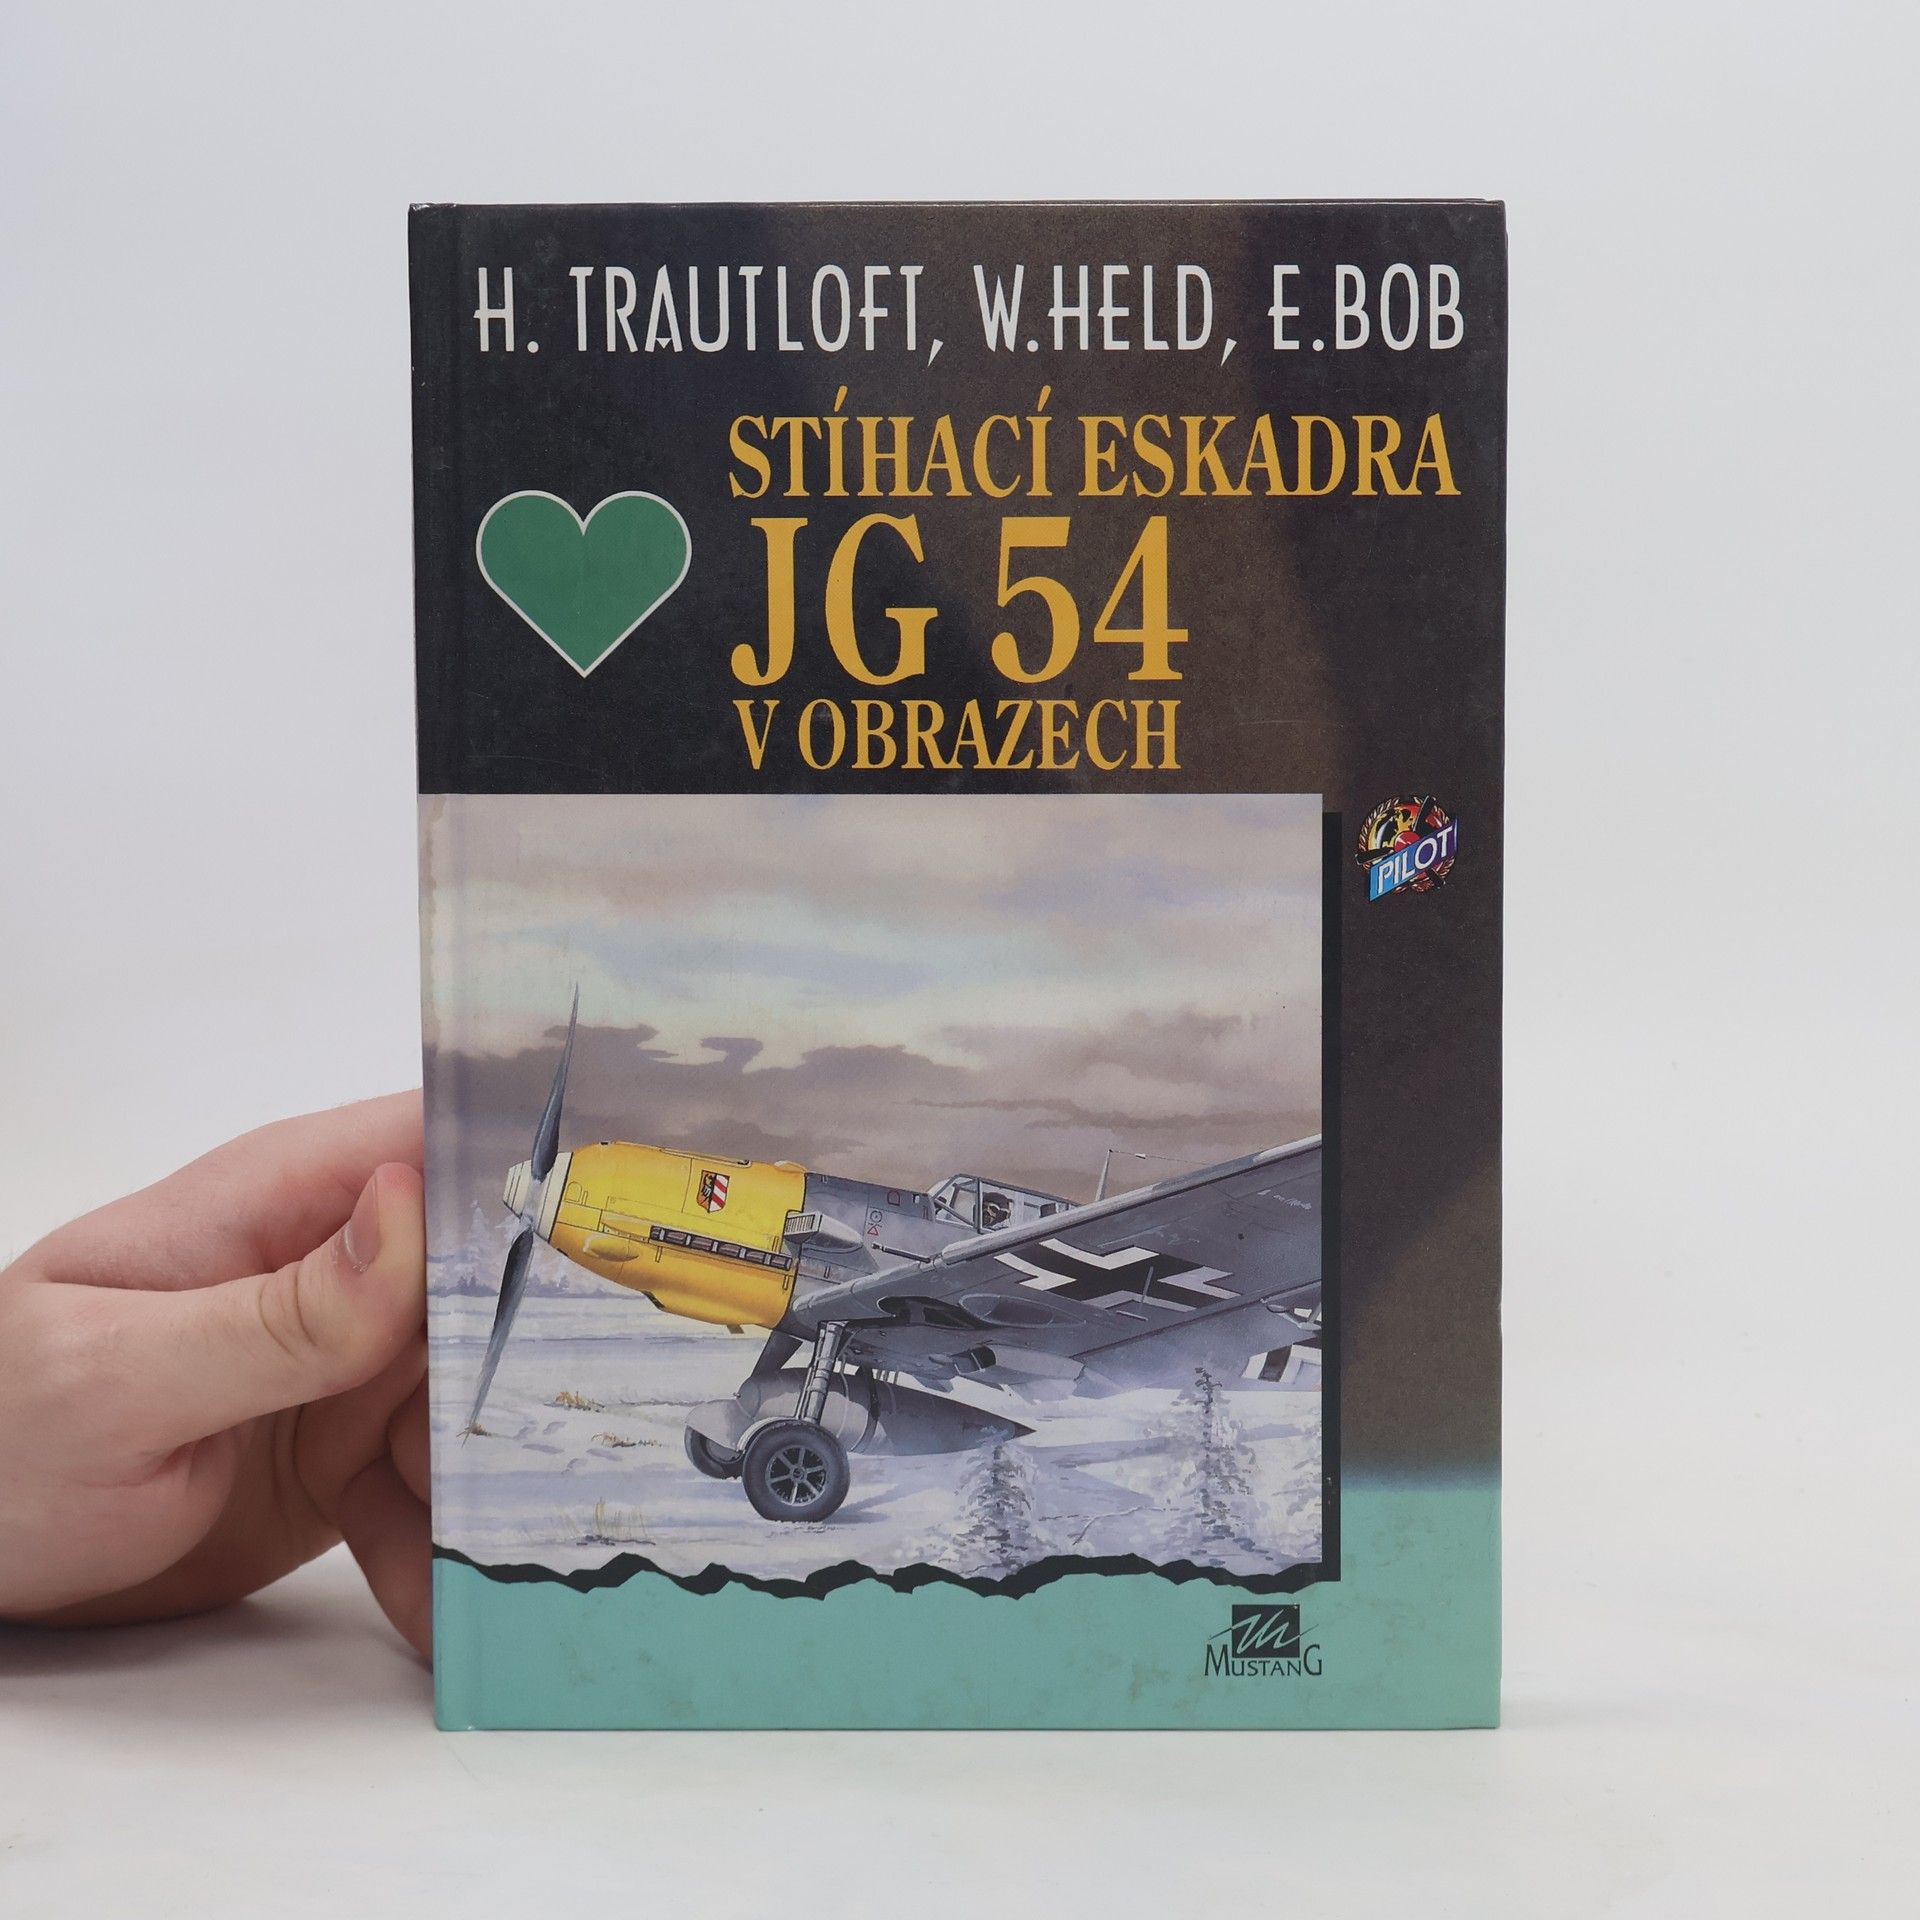 H. TRAUTLOFT, W.HELD, E.BOB
STÍHACÍ ESKADRA
JG 54
V OBRAZECH
PILOT
MUSTANG